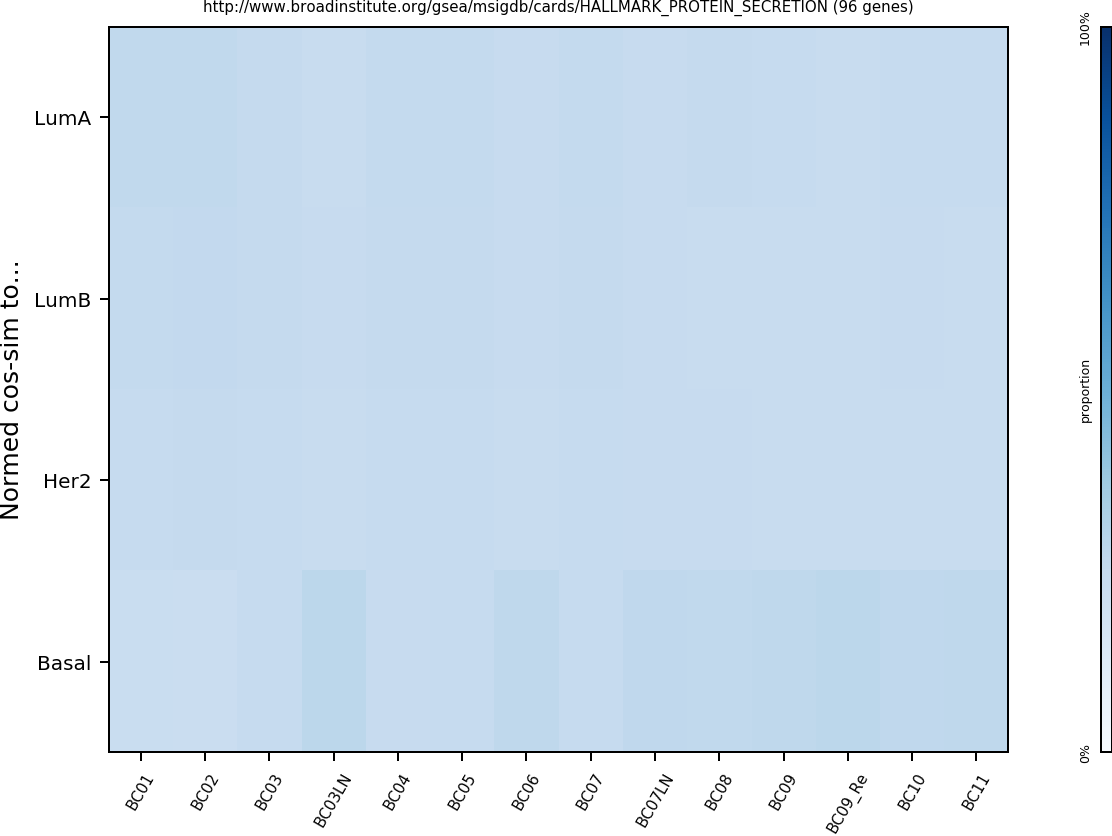 http://www.broadinstitute.org/gsea/msigdb/cards/HALLMARK_PROTEIN_SECRETION (96 genes)
Normed cos-sim to...
LumA
LumB
Her2
Basal
BC01
BC02
BC03
BC03LN
BC04
BC05
BC06
BC07
BC07LN
BC08
BC09
BC09_Re
BC10
BC11
100%
proportion
0%